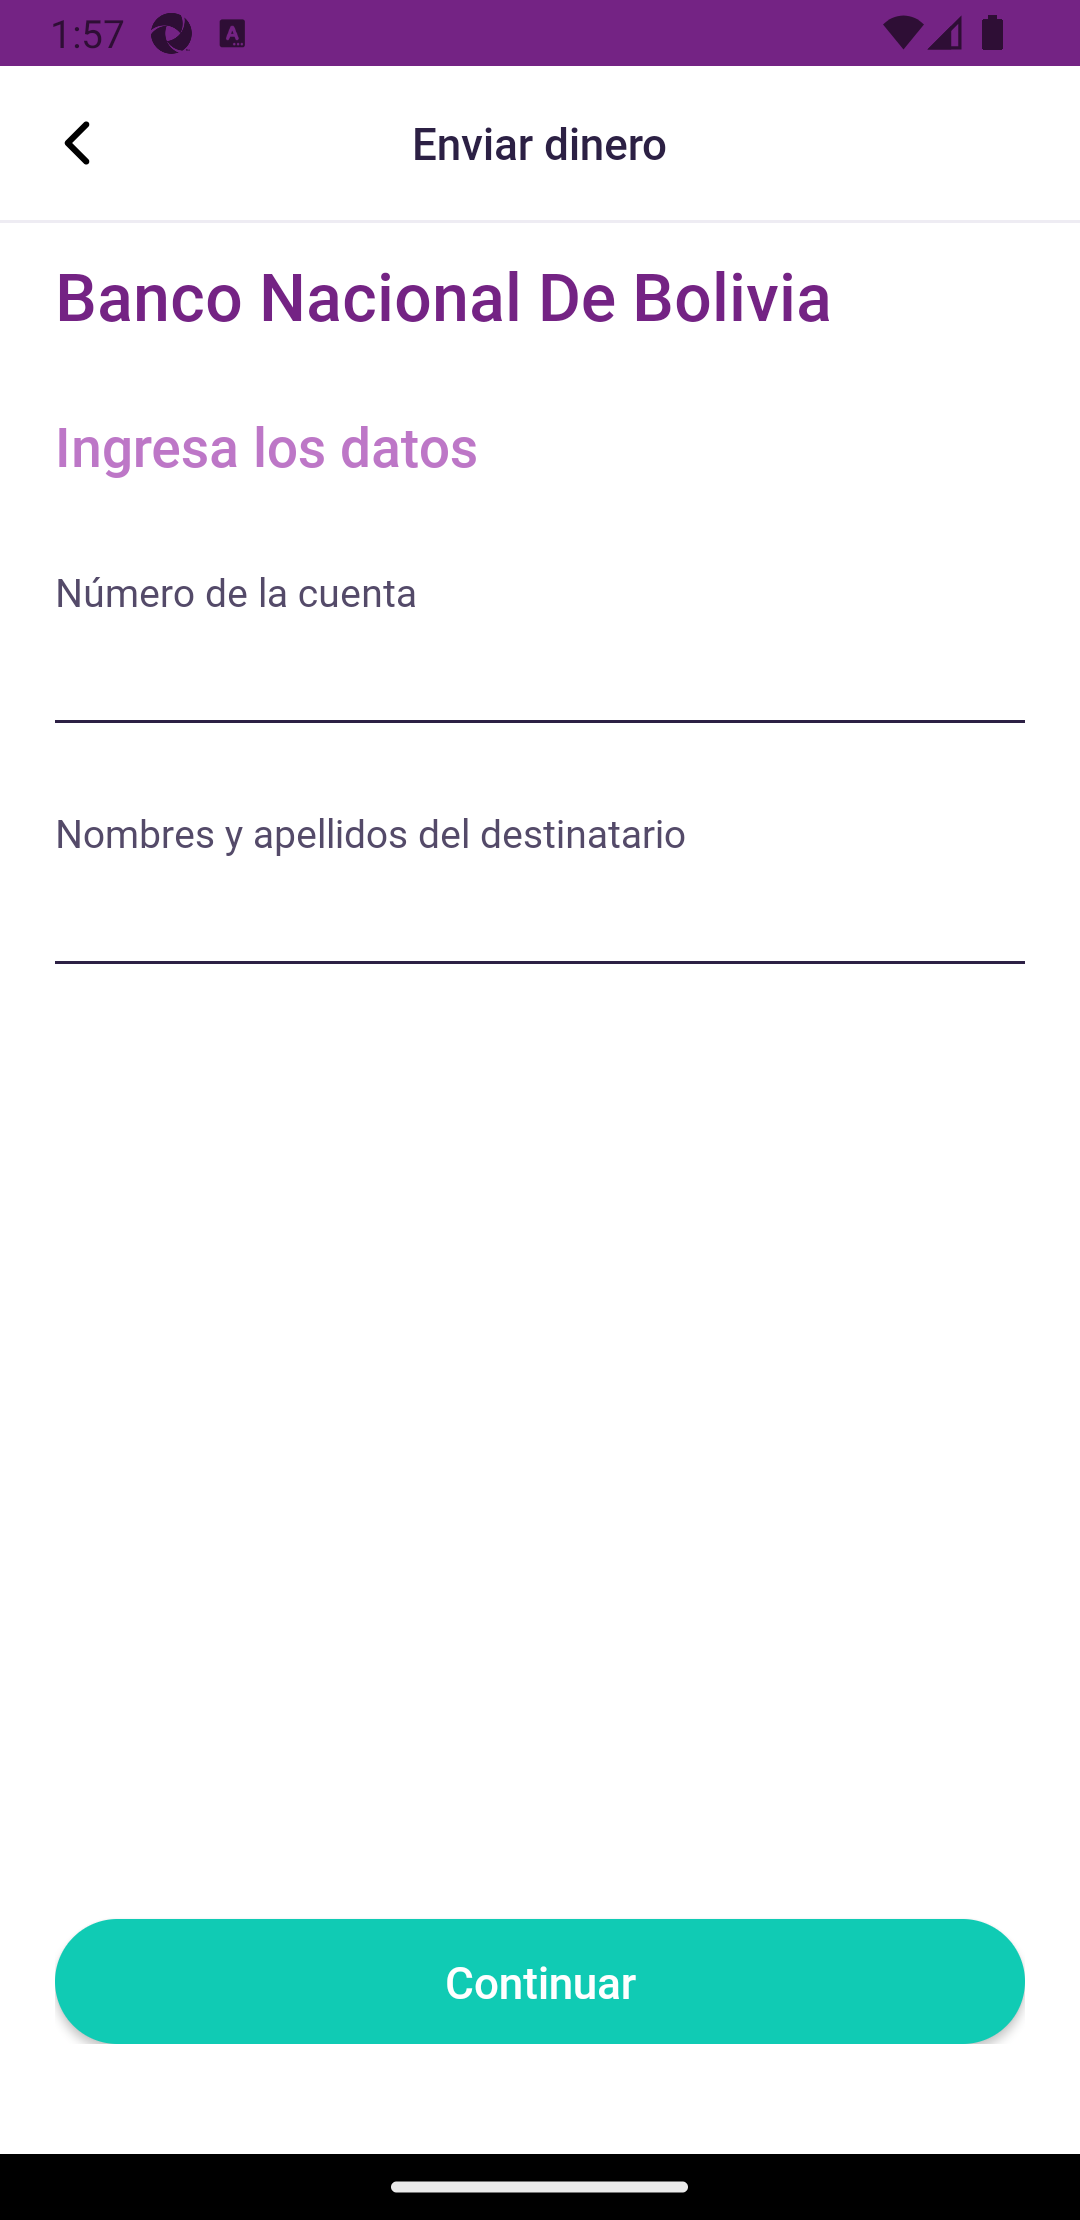 1:57
Enviar dinero
Banco Nacional De Bolivia
Ingresa los datos
Número de la cuenta
Nombres y apellidos del destinatario
Continuar